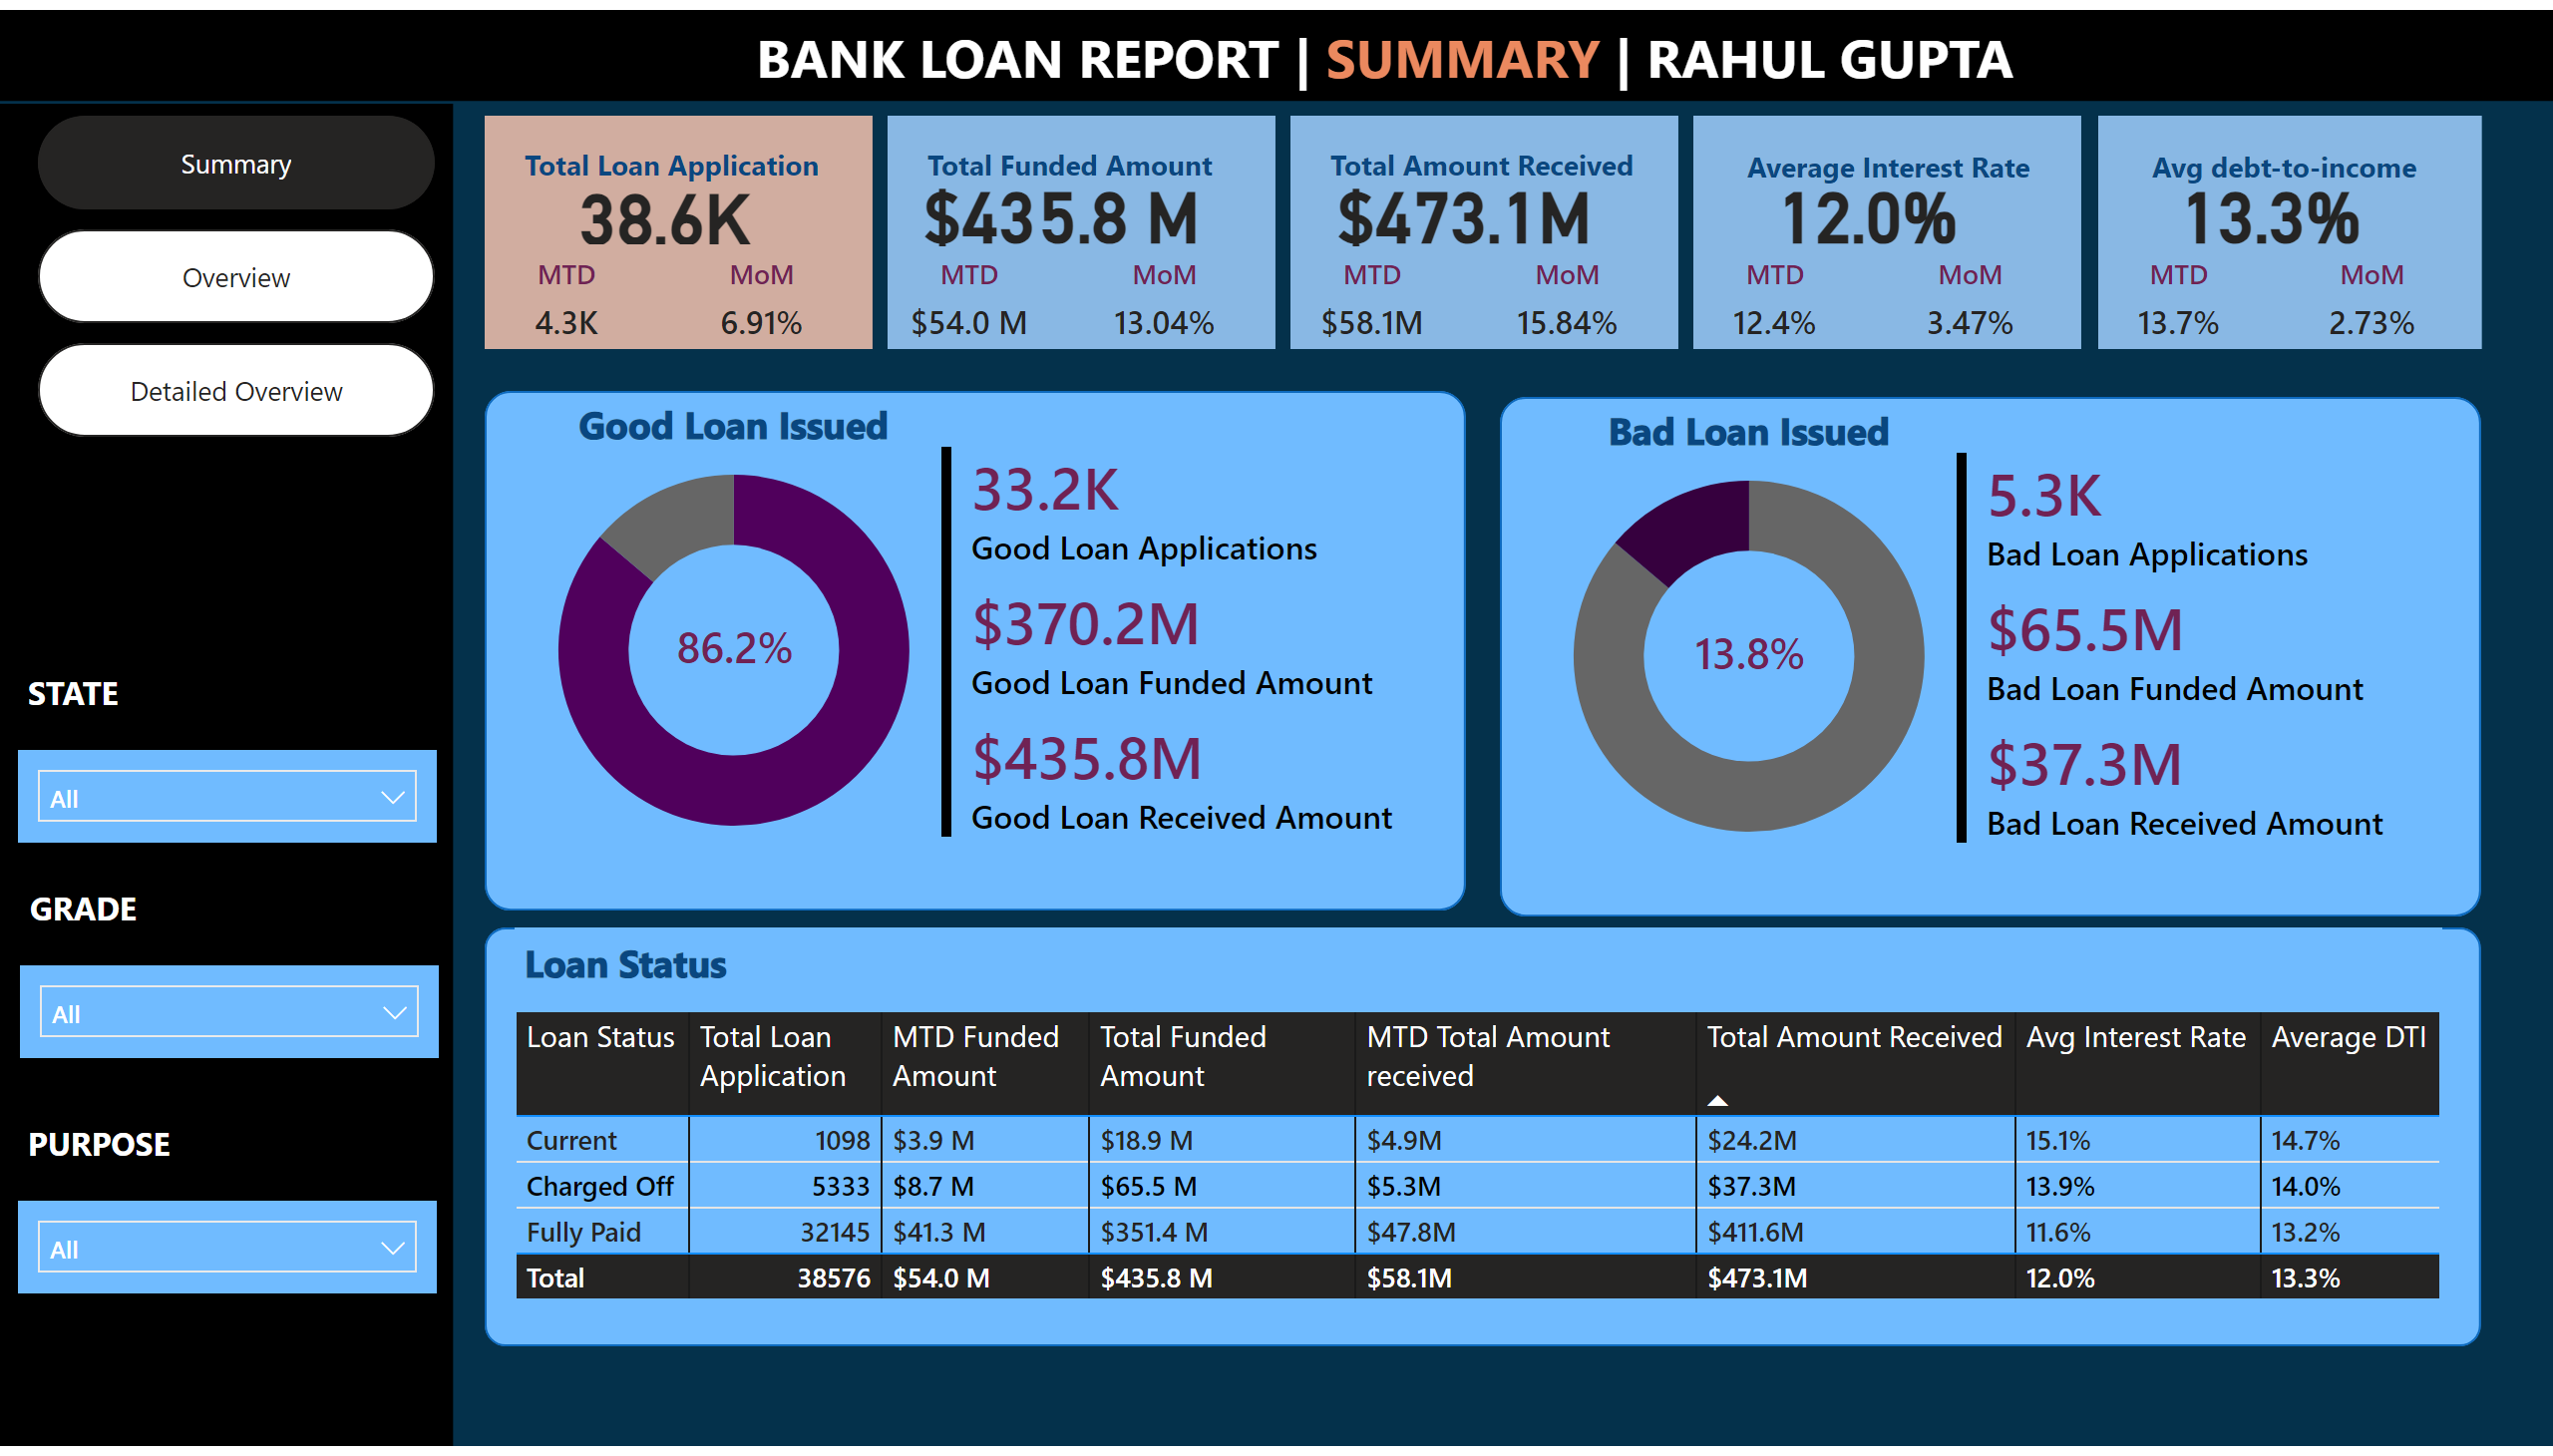 BANK LOAN REPORT | SUMMARY | RAHUL GUPTA
Summary
Overview
Detailed Overview
STATE
All
GRADE
All
PURPOSE
All
Total Loan Application
38.6K
MTD MoM
4.3K 6.91%
Total Funded Amount
$435.8 M
MTD MoM
$54.0 M 13.04%
Total Amount Received
$473.1M
MTD MoM
$58.1M 15.84%
Average Interest Rate
12.0%
MTD MoM
12.4% 3.47%
Avg debt-to-income
13.3%
MTD MoM
13.7% 2.73%
Good Loan Issued
86.2%
33.2K
Good Loan Applications
$370.2M
Good Loan Funded Amount
$435.8M
Good Loan Received Amount
Bad Loan Issued
13.8%
5.3K
Bad Loan Applications
$65.5M
Bad Loan Funded Amount
$37.3M
Bad Loan Received Amount
Loan Status
Loan Status Total Loan MTD Funded Total Funded MTD Total Amount Total Amount Received Avg Interest Rate Average DTI
Application Amount Amount received
Current 1098 $3.9 M $18.9 M $4.9M $24.2M 15.1% 14.7%
Charged Off 5333 $8.7 M $65.5 M $5.3M $37.3M 13.9% 14.0%
Fully Paid 32145 $41.3 M $351.4 M $47.8M $411.6M 11.6% 13.2%
Total 38576 $54.0 M $435.8 M $58.1M $473.1M 12.0% 13.3%